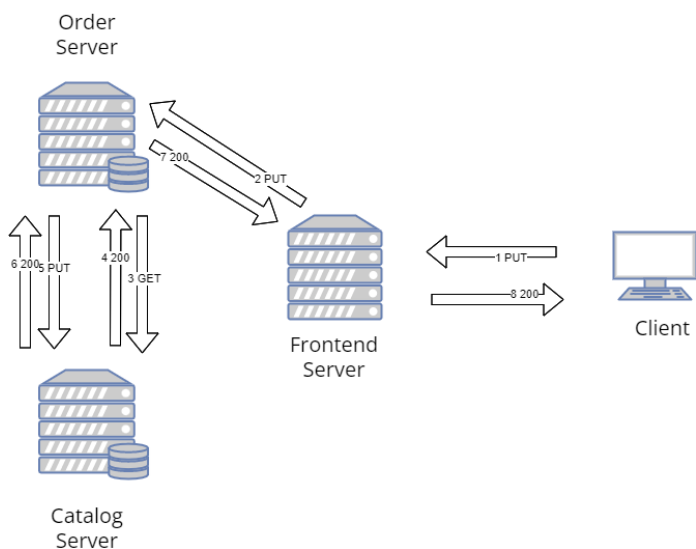 Order
Server
7 200
2 PUT
6 200
5 PUT
4 200
3 GET
1 PUT
8 200
Frontend
Server
Client
Catalog
Server